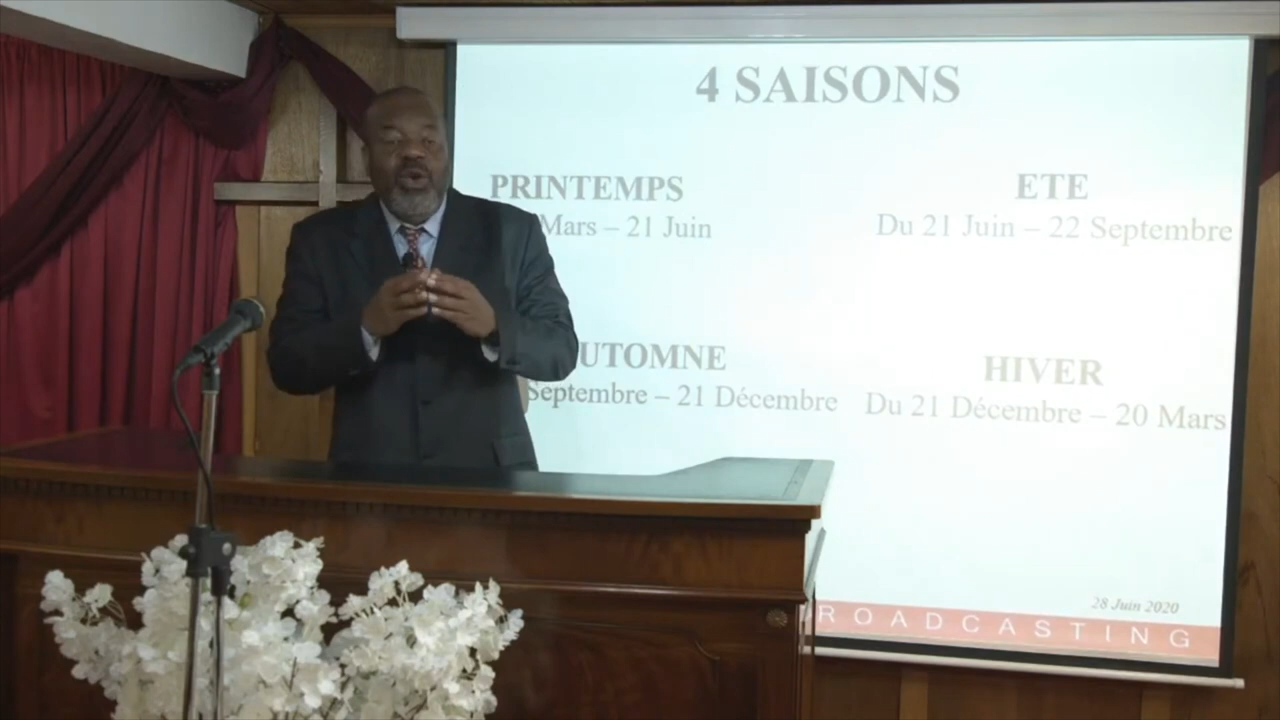 4 SAISONS
PRINTEMPS
Mars – 21 Juin
ETE
Du 21 Juin – 22 Septembre
UTOMNE
Septembre – 21 Décembre
HIVER
Du 21 Décembre – 20 Mars
28 Juin 2020
ROADCASTING